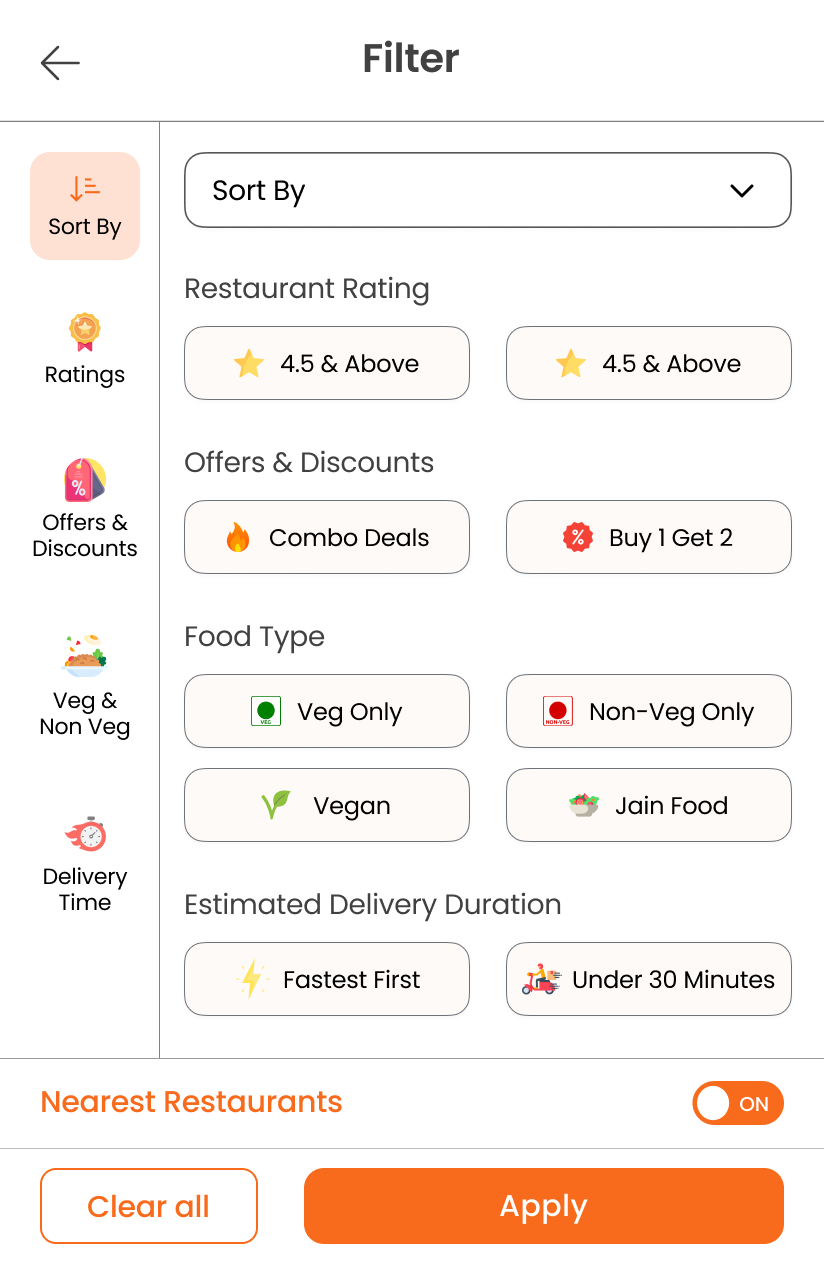 Filter
Sort By
Ratings
%
Offers &
Discounts
Veg &
Non Veg
Delivery
Time
Sort By
Restaurant Rating
4.5 & Above
4.5 & Above
Offers & Discounts
Combo Deals
% Buy 1 Get 2
Food Type
VEG Veg Only
NON-VEG Non-Veg Only
Vegan
Jain Food
Estimated Delivery Duration
Fastest First
Under 30 Minutes
Nearest Restaurants
ON
Clear all
Apply